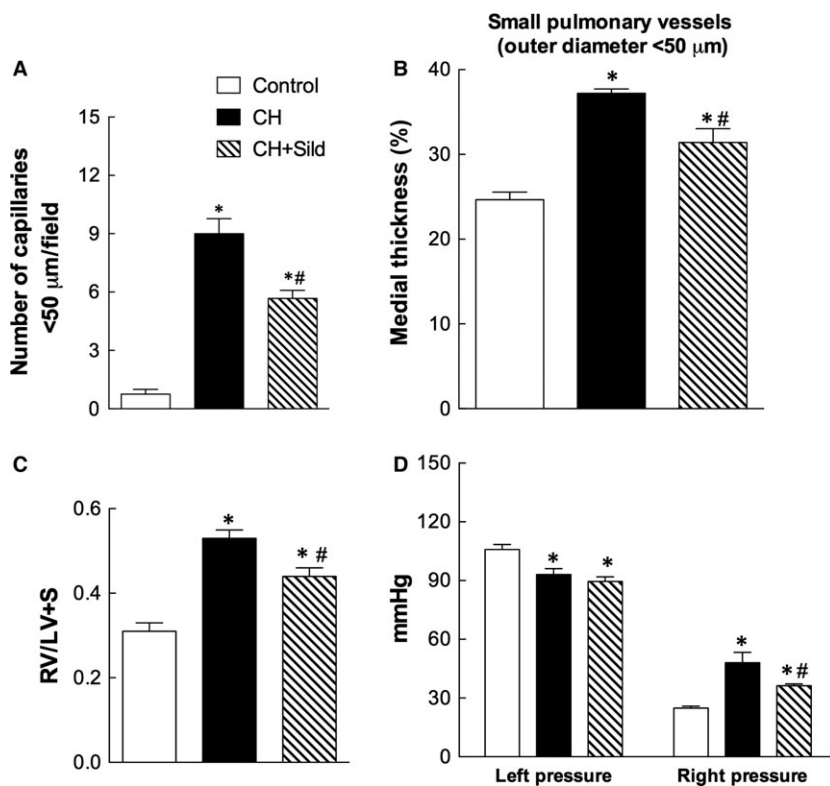 A
Control
CH
CH+Sild
Number of capillaries
<50 μm/field
15
12
9
6
3
0
*
*#
Small pulmonary vessels
(outer diameter <50 μm)
B
Medial thickness (%)
40
30
20
10
0
*
*#
C
RV/LV+S
0.6
0.4
0.2
0.0
*
* #
D
mmHg
150
120
90
60
30
0
*
*
*
*#
Left pressure
Right pressure